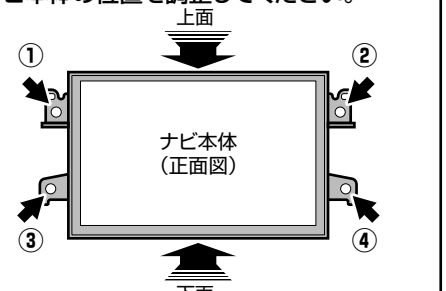 本体の位置を調整してください。
上面
① ②
ナビ本体
（正面図）
③ ④
下面